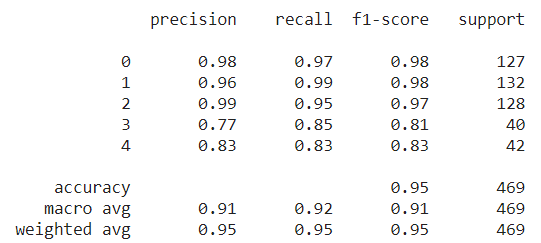 precision recall f1-score support
0 0.98 0.97 0.98 127
1 0.96 0.99 0.98 132
2 0.99 0.95 0.97 128
3 0.77 0.85 0.81 40
4 0.83 0.83 0.83 42
accuracy 0.95 469
macro avg 0.91 0.92 0.91 469
weighted avg 0.95 0.95 0.95 469